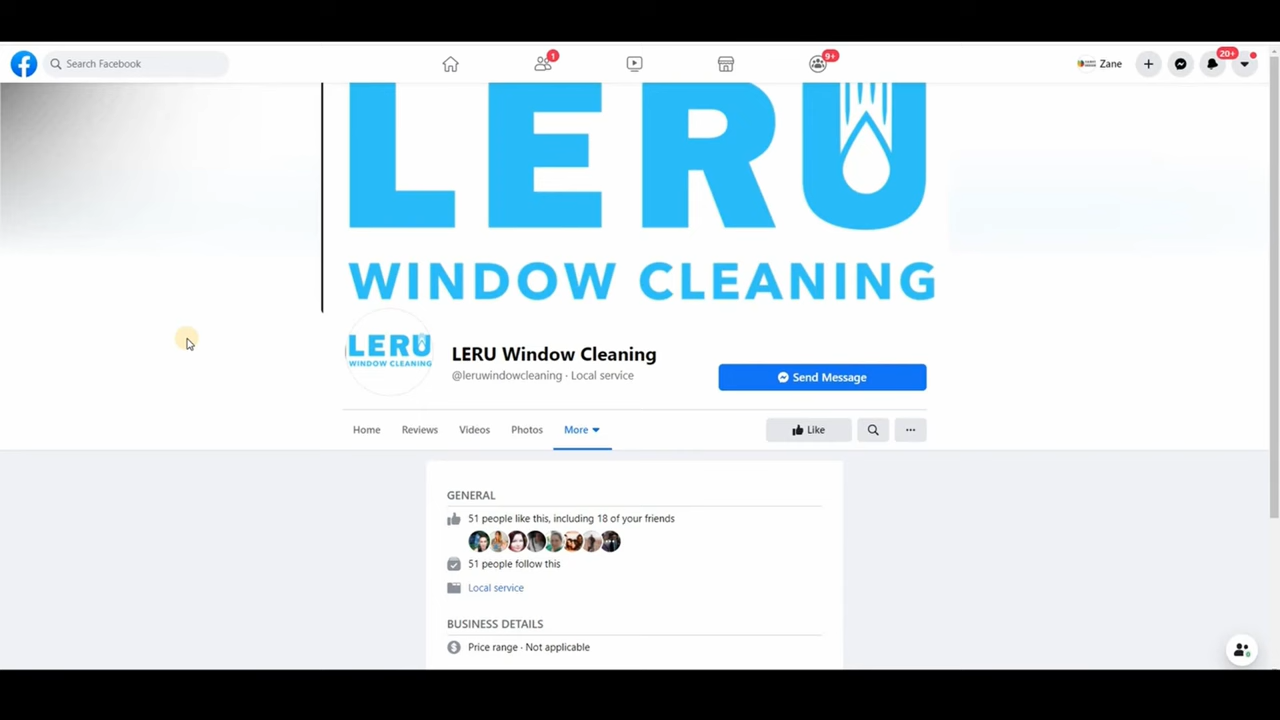 Search Facebook
1
9+
Zane
20+
LERU
WINDOW CLEANING
LERU
WINDOW CLEANING
LERU Window Cleaning
@leruwindowcleaning · Local service
Send Message
Home
Reviews
Videos
Photos
More
Like
GENERAL
51 people like this, including 18 of your friends
51 people follow this
Local service
BUSINESS DETAILS
Price range · Not applicable